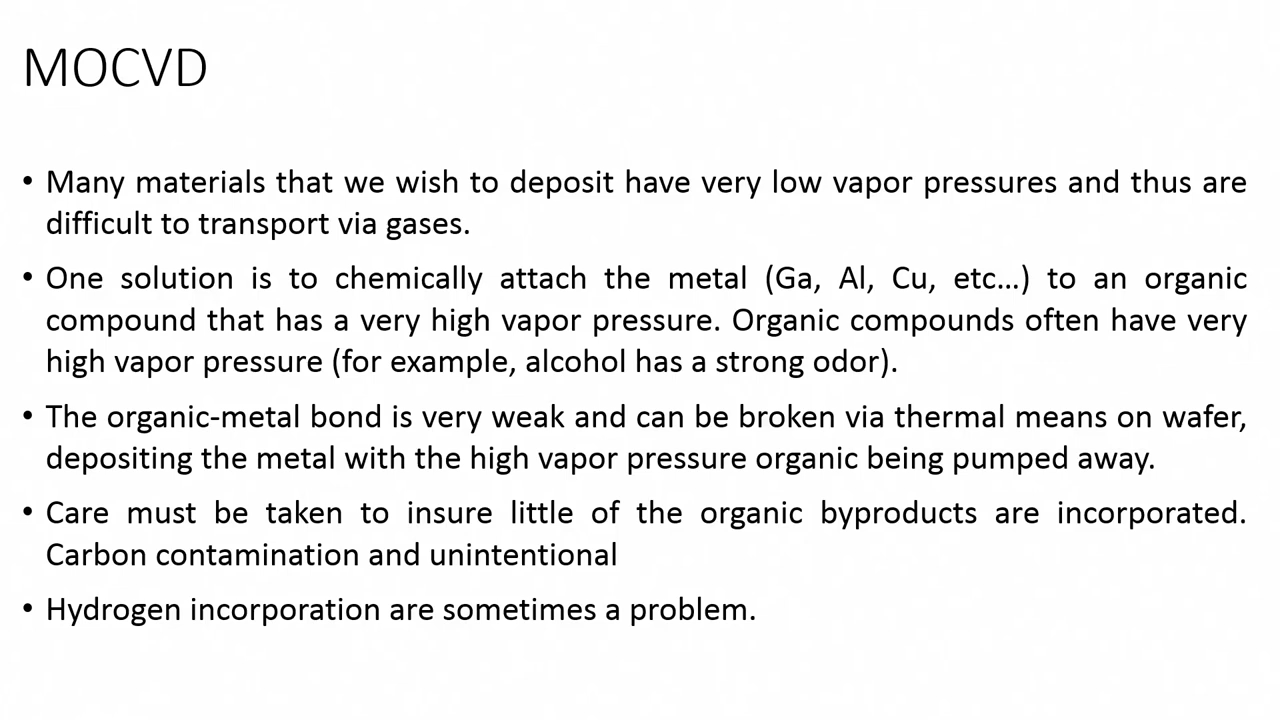 MOCVD
• Many materials that we wish to deposit have very low vapor pressures and thus are
difficult to transport via gases.
• One solution is to chemically attach the metal (Ga, Al, Cu, etc...) to an organic
compound that has a very high vapor pressure. Organic compounds often have very
high vapor pressure (for example, alcohol has a strong odor).
• The organic-metal bond is very weak and can be broken via thermal means on wafer,
depositing the metal with the high vapor pressure organic being pumped away.
• Care must be taken to insure little of the organic byproducts are incorporated.
Carbon contamination and unintentional
• Hydrogen incorporation are sometimes a problem.